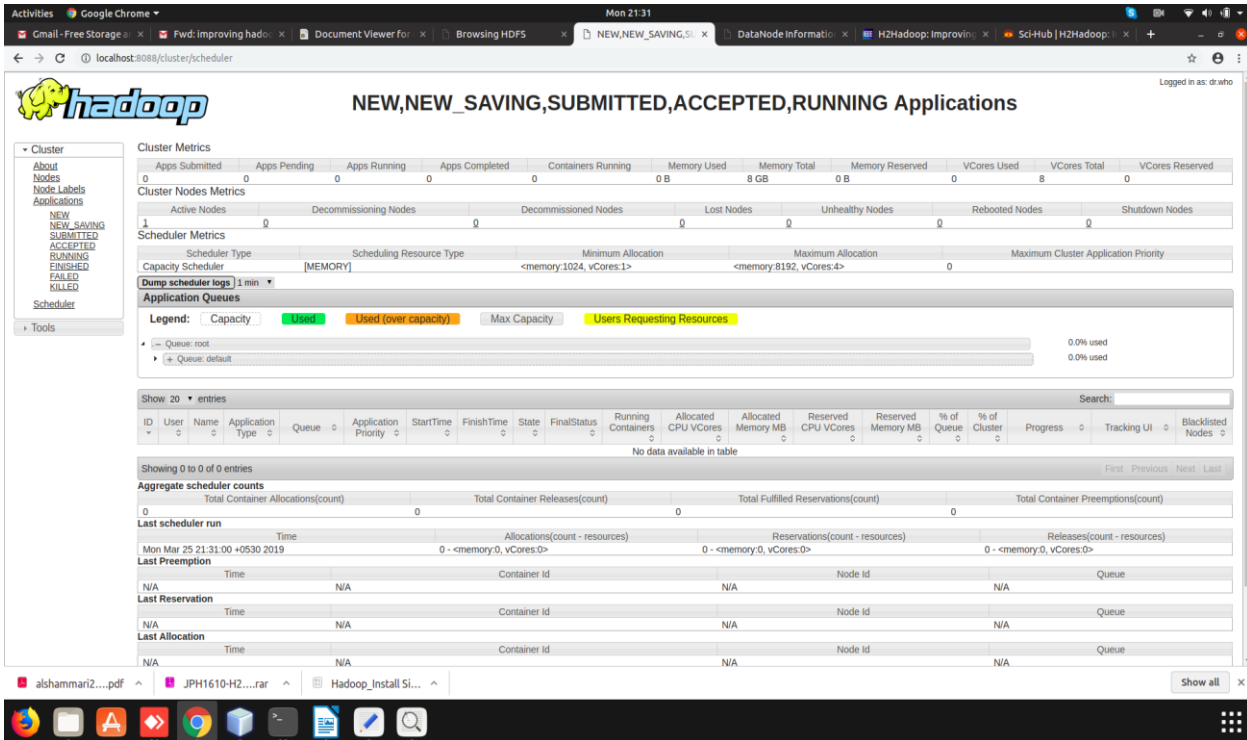 Activities Google Chrome ▾ Mon 21:31
Gmail - Free Storage a × Fwd: improving hadoo × Document Viewer for × Browsing HDFS × NEW,NEW_SAVING,SU × DataNode Information × H2Hadoop: Improving × Sci-Hub | H2Hadoop: I × +
localhost:8088/cluster/scheduler
Logged in as: dr.who
hadoop
NEW,NEW_SAVING,SUBMITTED,ACCEPTED,RUNNING Applications
Cluster
About
Nodes
Node Labels
Applications
NEW
NEW_SAVING
SUBMITTED
ACCEPTED
RUNNING
FINISHED
FAILED
KILLED
Scheduler
Tools
Cluster Metrics
Apps Submitted Apps Pending Apps Running Apps Completed Containers Running Memory Used Memory Total Memory Reserved VCores Used VCores Total VCores Reserved
0 0 0 0 0 0 B 8 GB 0 B 0 8 0
Cluster Nodes Metrics
Active Nodes Decommissioning Nodes Decommissioned Nodes Lost Nodes Unhealthy Nodes Rebooted Nodes Shutdown Nodes
1 0 0 0 0 0 0
Scheduler Metrics
Scheduler Type Scheduling Resource Type Minimum Allocation Maximum Allocation Maximum Cluster Application Priority
Capacity Scheduler [MEMORY] <memory:1024, vCores:1> <memory:8192, vCores:4> 0
Dump scheduler logs 1 min ▾
Application Queues
Legend: Capacity Used Used (over capacity) Max Capacity Users Requesting Resources
− Queue: root 0.0% used
+ Queue: default 0.0% used
Show 20 ▾ entries Search:
ID User Name Application Type Queue Application Priority StartTime FinishTime State FinalStatus Running Containers Allocated CPU VCores Allocated Memory MB Reserved CPU VCores Reserved Memory MB % of Queue % of Cluster Progress Tracking UI Blacklisted Nodes
No data available in table
Showing 0 to 0 of 0 entries First Previous Next Last
Aggregate scheduler counts
Total Container Allocations(count) Total Container Releases(count) Total Fulfilled Reservations(count) Total Container Preemptions(count)
0 0 0 0
Last scheduler run
Time Allocations(count - resources) Reservations(count - resources) Releases(count - resources)
Mon Mar 25 21:31:00 +0530 2019 0 - <memory:0, vCores:0> 0 - <memory:0, vCores:0> 0 - <memory:0, vCores:0>
Last Preemption
Time Container Id Node Id Queue
N/A N/A N/A N/A
Last Reservation
Time Container Id Node Id Queue
N/A N/A N/A N/A
Last Allocation
Time Container Id Node Id Queue
N/A N/A N/A N/A
alshammari2....pdf JPH1610-H2....rar Hadoop_Install Si... Show all ×